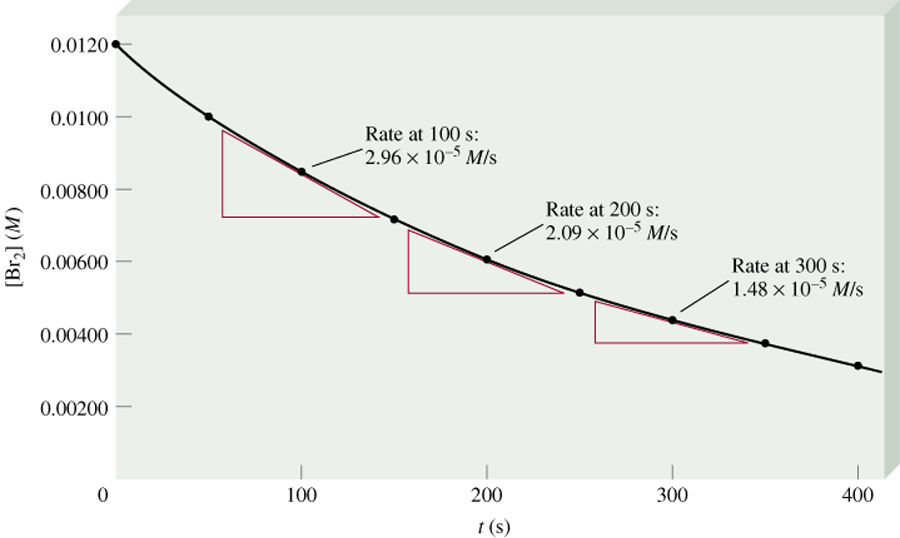 0.0120
0.0100
0.00800
0.00600
0.00400
0.00200
0
[Br₂] (M)
Rate at 100 s:
2.96 × 10⁻⁵ M/s
Rate at 200 s:
2.09 × 10⁻⁵ M/s
Rate at 300 s:
1.48 × 10⁻⁵ M/s
100
200
300
400
t (s)